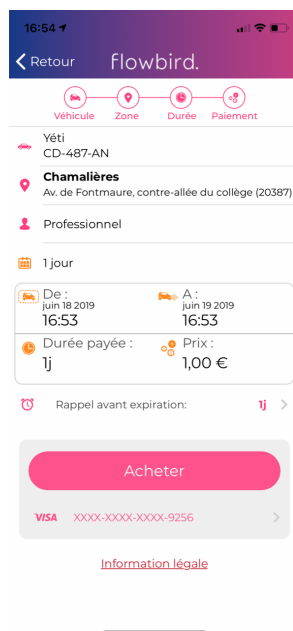 16:54
Retour
flowbird.
Véhicule Zone Durée Paiement
Yéti
CD-487-AN
Chamalières
Av. de Fontmaure, contre-allée du collège (20387)
Professionnel
1 jour
De :
juin 18 2019
16:53
A :
juin 19 2019
16:53
Durée payée :
1j
Prix :
1,00 €
Rappel avant expiration: 1j
Acheter
VISA XXXX-XXXX-XXXX-9256
Information légale